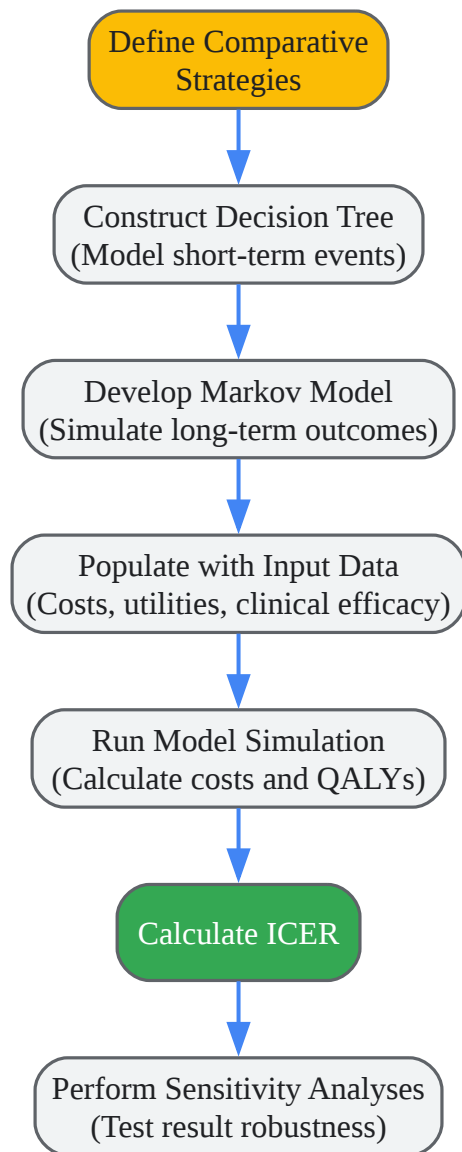 Define Comparative
Strategies
Construct Decision Tree
(Model short-term events)
Develop Markov Model
(Simulate long-term outcomes)
Populate with Input Data
(Costs, utilities, clinical efficacy)
Run Model Simulation
(Calculate costs and QALYs)
Calculate ICER
Perform Sensitivity Analyses
(Test result robustness)